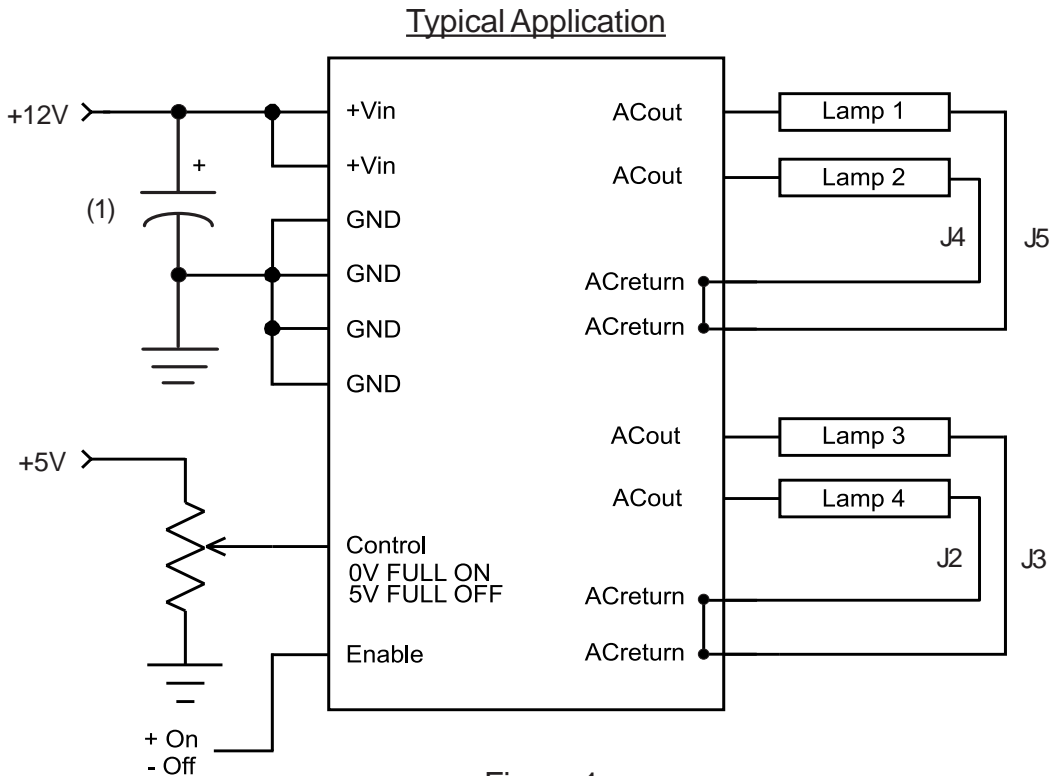 Typical Application
+12V
+
(1)
+5V
+ On
- Off
+Vin
+Vin
GND
GND
GND
GND
Control
0V FULL ON
5V FULL OFF
Enable
ACout
ACout
ACreturn
ACreturn
ACout
ACout
ACreturn
ACreturn
Lamp 1
Lamp 2
J4
J5
Lamp 3
Lamp 4
J2
J3